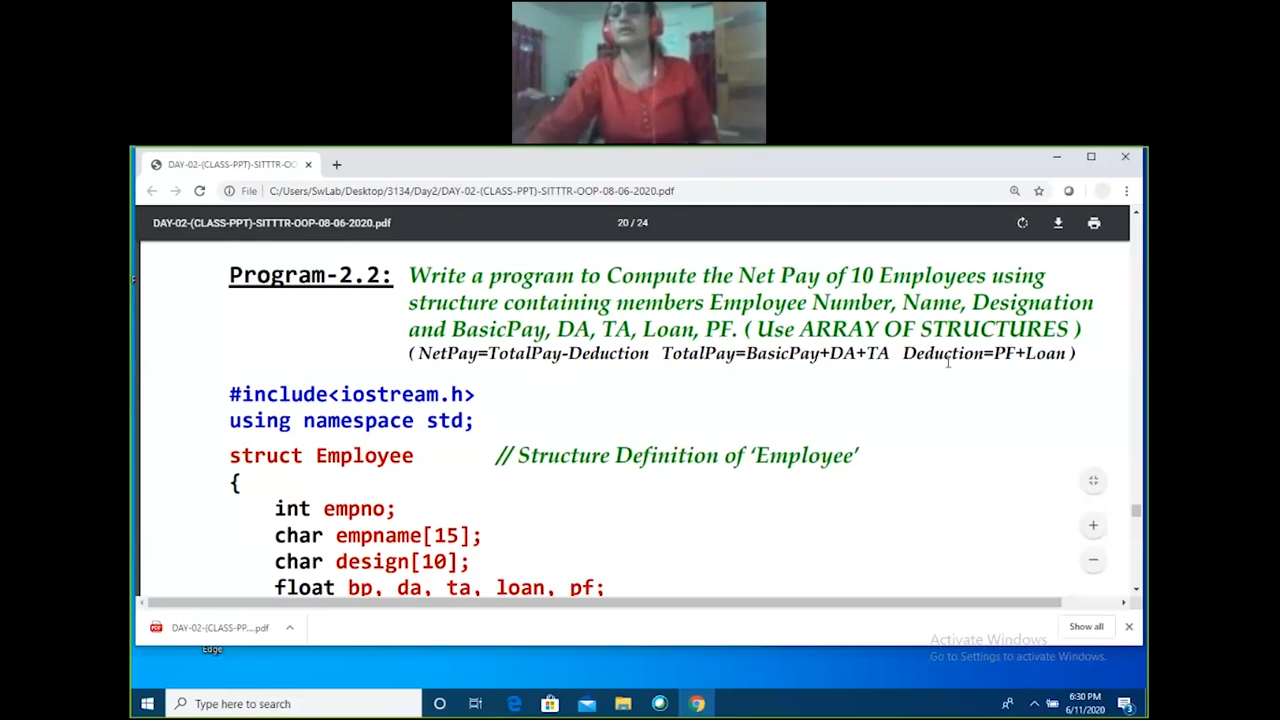 DAY-02-(CLASS-PPT)-SITTTR-OO
File | C:/Users/SwLab/Desktop/3134/Day2/DAY-02-(CLASS-PPT)-SITTTR-OOP-08-06-2020.pdf
DAY-02-(CLASS-PPT)-SITTTR-OOP-08-06-2020.pdf 20 / 24
Program-2.2: Write a program to Compute the Net Pay of 10 Employees using
structure containing members Employee Number, Name, Designation
and BasicPay, DA, TA, Loan, PF. ( Use ARRAY OF STRUCTURES )
( NetPay=TotalPay-Deduction TotalPay=BasicPay+DA+TA Deduction=PF+Loan )
#include<iostream.h>
using namespace std;
struct Employee // Structure Definition of ‘Employee’
{
int empno;
char empname[15];
char design[10];
float bp, da, ta, loan, pf;
DAY-02-(CLASS-PP....pdf Show all
Activate Windows
Go to Settings to activate Windows.
Edge
Type here to search 6:30 PM
6/11/2020 3